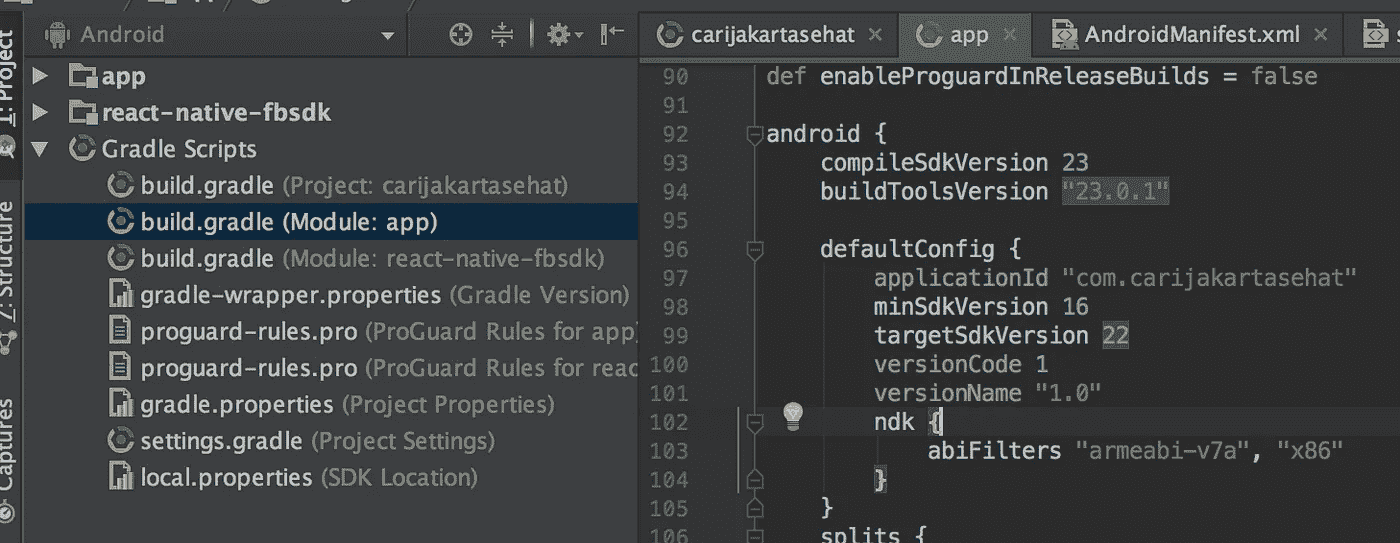 Android
carijakartasehat
app
AndroidManifest.xml
1: Project
7: Structure
Captures
app
react-native-fbsdk
Gradle Scripts
build.gradle (Project: carijakartasehat)
build.gradle (Module: app)
build.gradle (Module: react-native-fbsdk)
gradle-wrapper.properties (Gradle Version)
proguard-rules.pro (ProGuard Rules for app
proguard-rules.pro (ProGuard Rules for reac
gradle.properties (Project Properties)
settings.gradle (Project Settings)
local.properties (SDK Location)
90 def enableProguardInReleaseBuilds = false
91
92 android {
93 compileSdkVersion 23
94 buildToolsVersion "23.0.1"
95
96 defaultConfig {
97 applicationId "com.carijakartasehat"
98 minSdkVersion 16
99 targetSdkVersion 22
100 versionCode 1
101 versionName "1.0"
102 ndk {
103 abiFilters "armeabi-v7a", "x86"
104 }
105 }
106 splits {